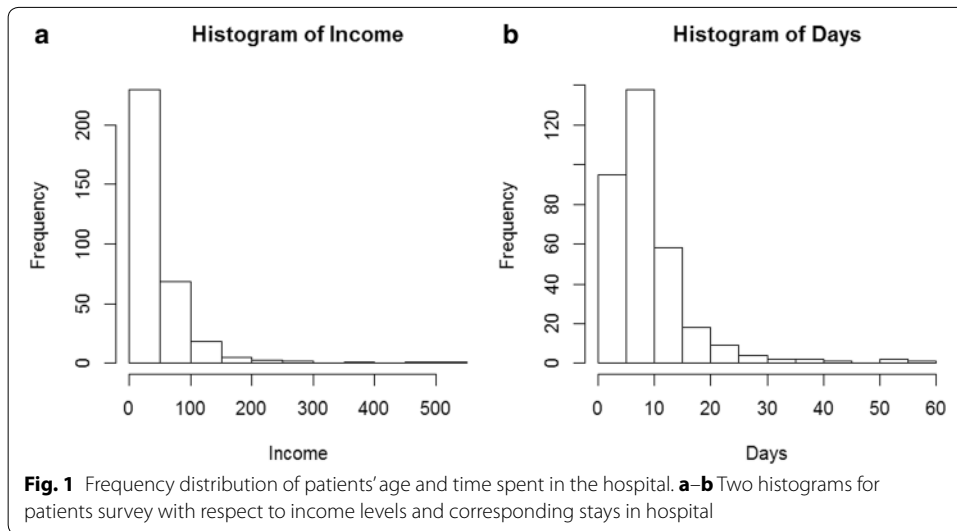 a
Histogram of Income
Frequency
200
150
100
50
0
0 100 200 300 400 500
Income
b
Histogram of Days
Frequency
120
80
60
40
20
0
0 10 20 30 40 50 60
Days
Fig. 1 Frequency distribution of patients' age and time spent in the hospital. a–b Two histograms for
patients survey with respect to income levels and corresponding stays in hospital